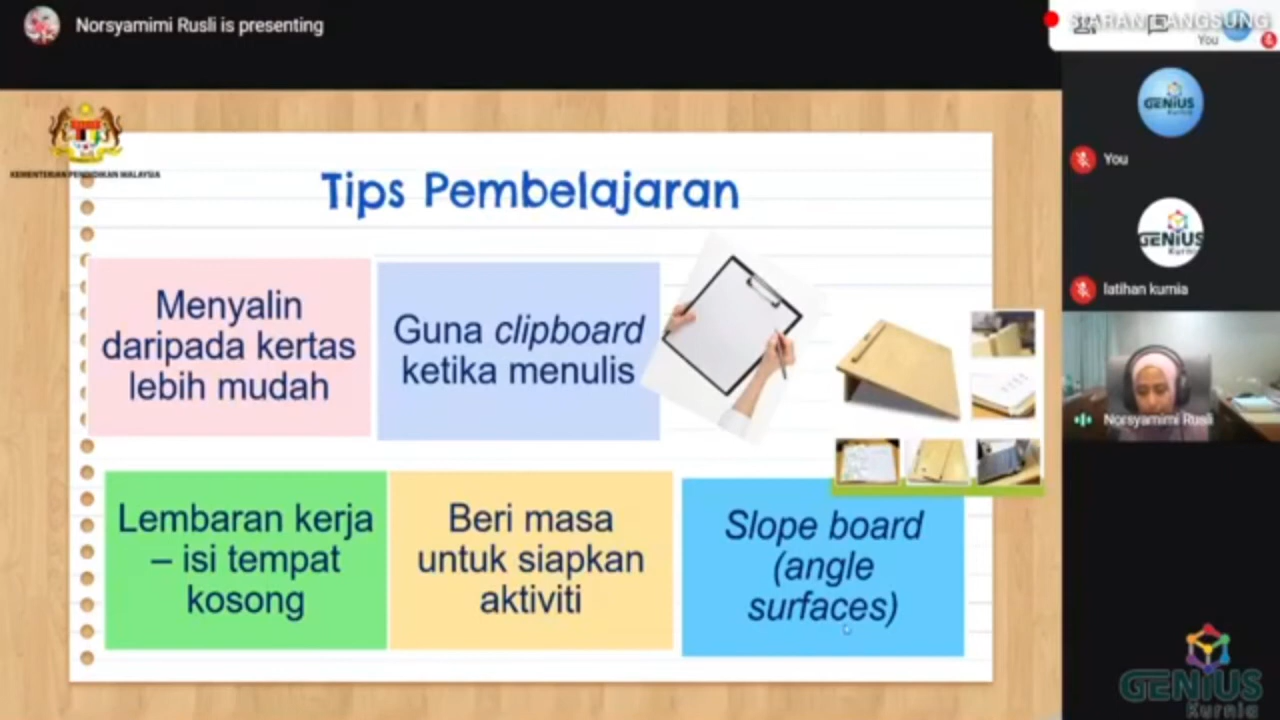 Norsyamimi Rusli is presenting
SIARAN LANGSUNG
You
KEMENTERIAN PENDIDIKAN MALAYSIA
Tips Pembelajaran
Menyalin
daripada kertas
lebih mudah
Guna clipboard
ketika menulis
Lembaran kerja
– isi tempat
kosong
Beri masa
untuk siapkan
aktiviti
Slope board
(angle
surfaces)
GENIUS
Kurnia
You
GENIUS
Kurnia
latihan kurnia
Norsyamimi Rusli
GENIUS
Kurnia